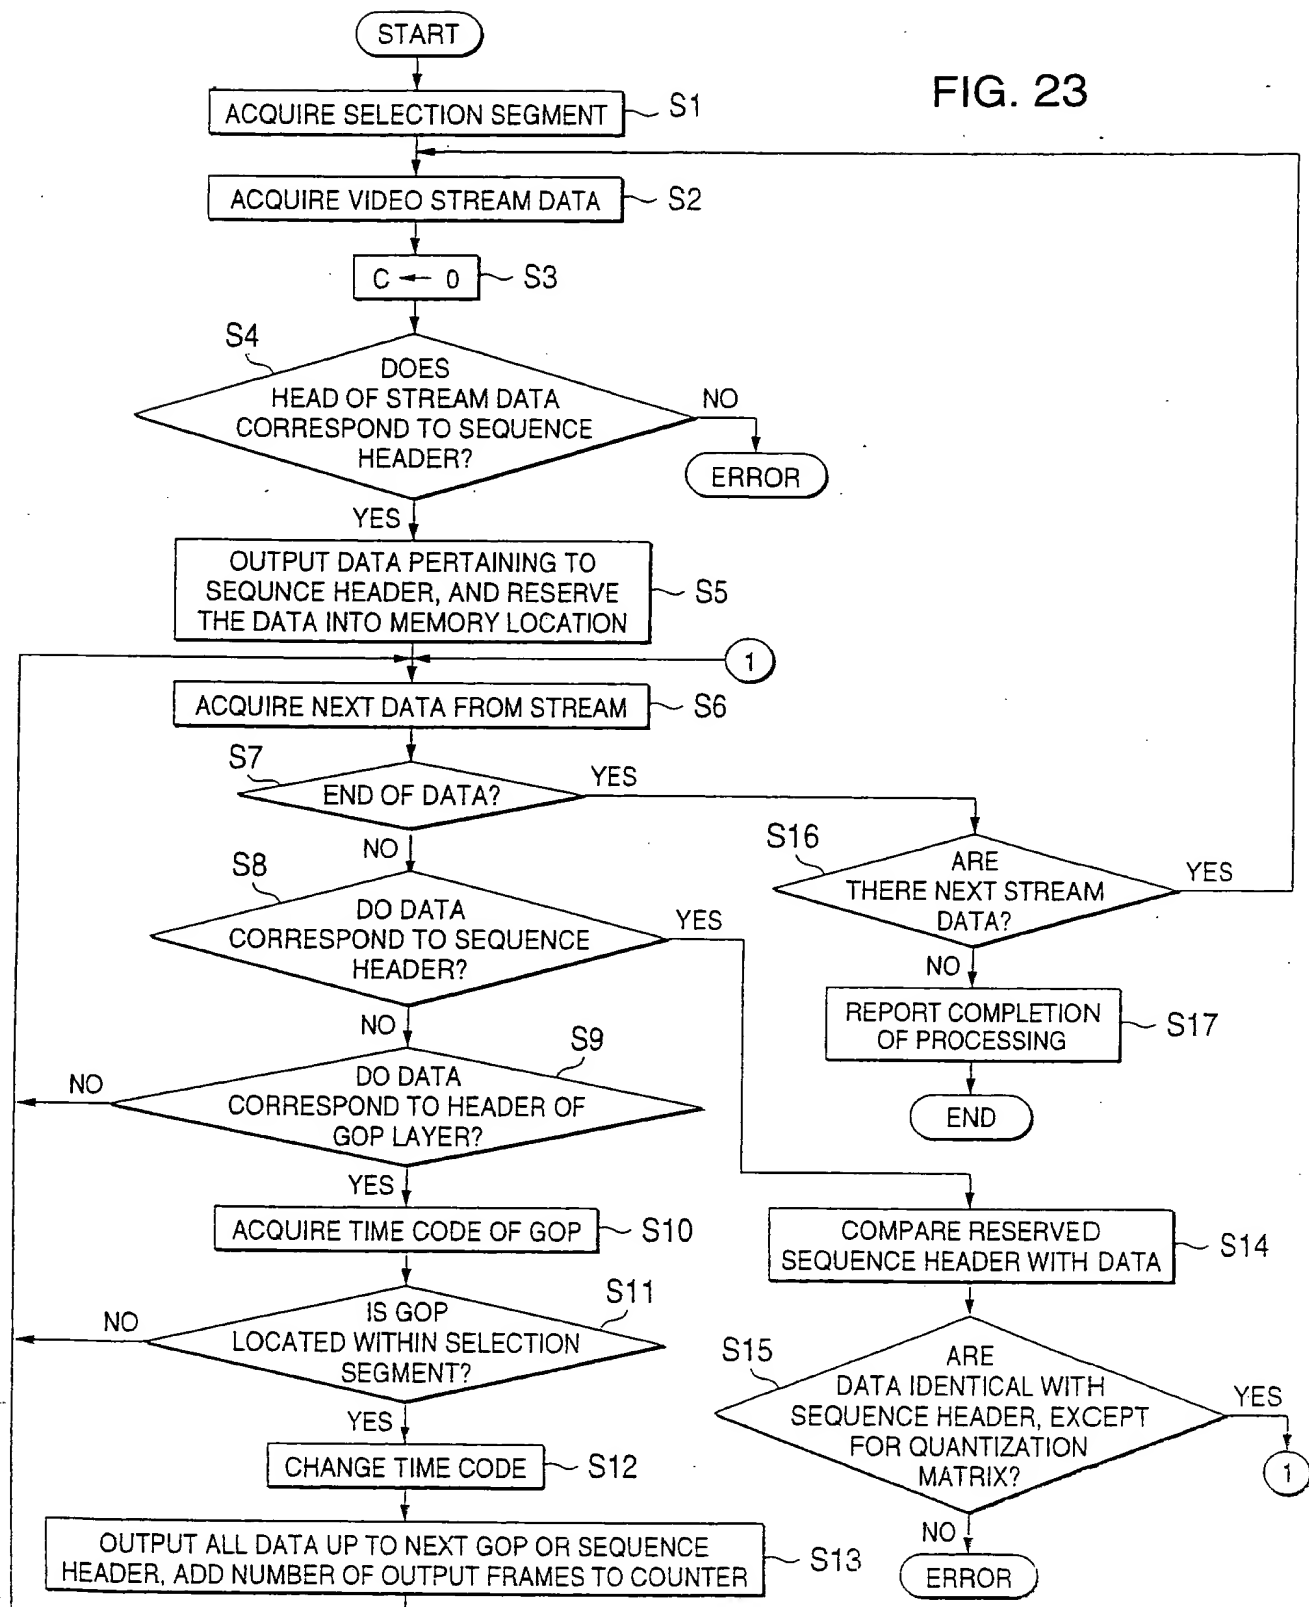 START
FIG. 23
ACQUIRE SELECTION SEGMENT
S1
ACQUIRE VIDEO STREAM DATA
S2
C ← 0
S3
S4
DOES
HEAD OF STREAM DATA
CORRESPOND TO SEQUENCE
HEADER?
NO
ERROR
YES
OUTPUT DATA PERTAINING TO
SEQUNCE HEADER, AND RESERVE
THE DATA INTO MEMORY LOCATION
S5
1
ACQUIRE NEXT DATA FROM STREAM
S6
S7
END OF DATA?
YES
NO
S16
ARE
THERE NEXT STREAM
DATA?
YES
NO
REPORT COMPLETION
OF PROCESSING
S17
END
S8
DO DATA
CORRESPOND TO SEQUENCE
HEADER?
YES
NO
S9
DO DATA
CORRESPOND TO HEADER OF
GOP LAYER?
NO
YES
ACQUIRE TIME CODE OF GOP
S10
S11
IS GOP
LOCATED WITHIN SELECTION
SEGMENT?
NO
YES
CHANGE TIME CODE
S12
OUTPUT ALL DATA UP TO NEXT GOP OR SEQUENCE
HEADER, ADD NUMBER OF OUTPUT FRAMES TO COUNTER
S13
COMPARE RESERVED
SEQUENCE HEADER WITH DATA
S14
S15
ARE
DATA IDENTICAL WITH
SEQUENCE HEADER, EXCEPT
FOR QUANTIZATION
MATRIX?
YES
1
NO
ERROR